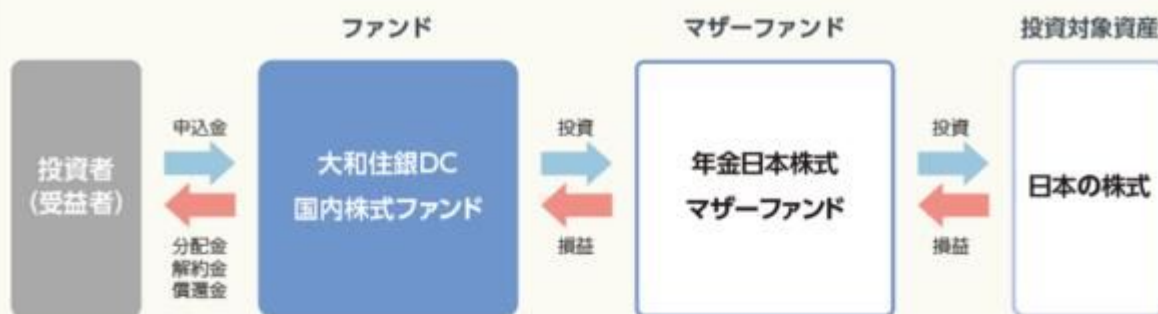 ファンド
マザーファンド
投資対象資産
投資者
(受益者)
申込金
分配金
解約金
償還金
大和住銀DC
国内株式ファンド
投資
損益
年金日本株式
マザーファンド
投資
損益
日本の株式